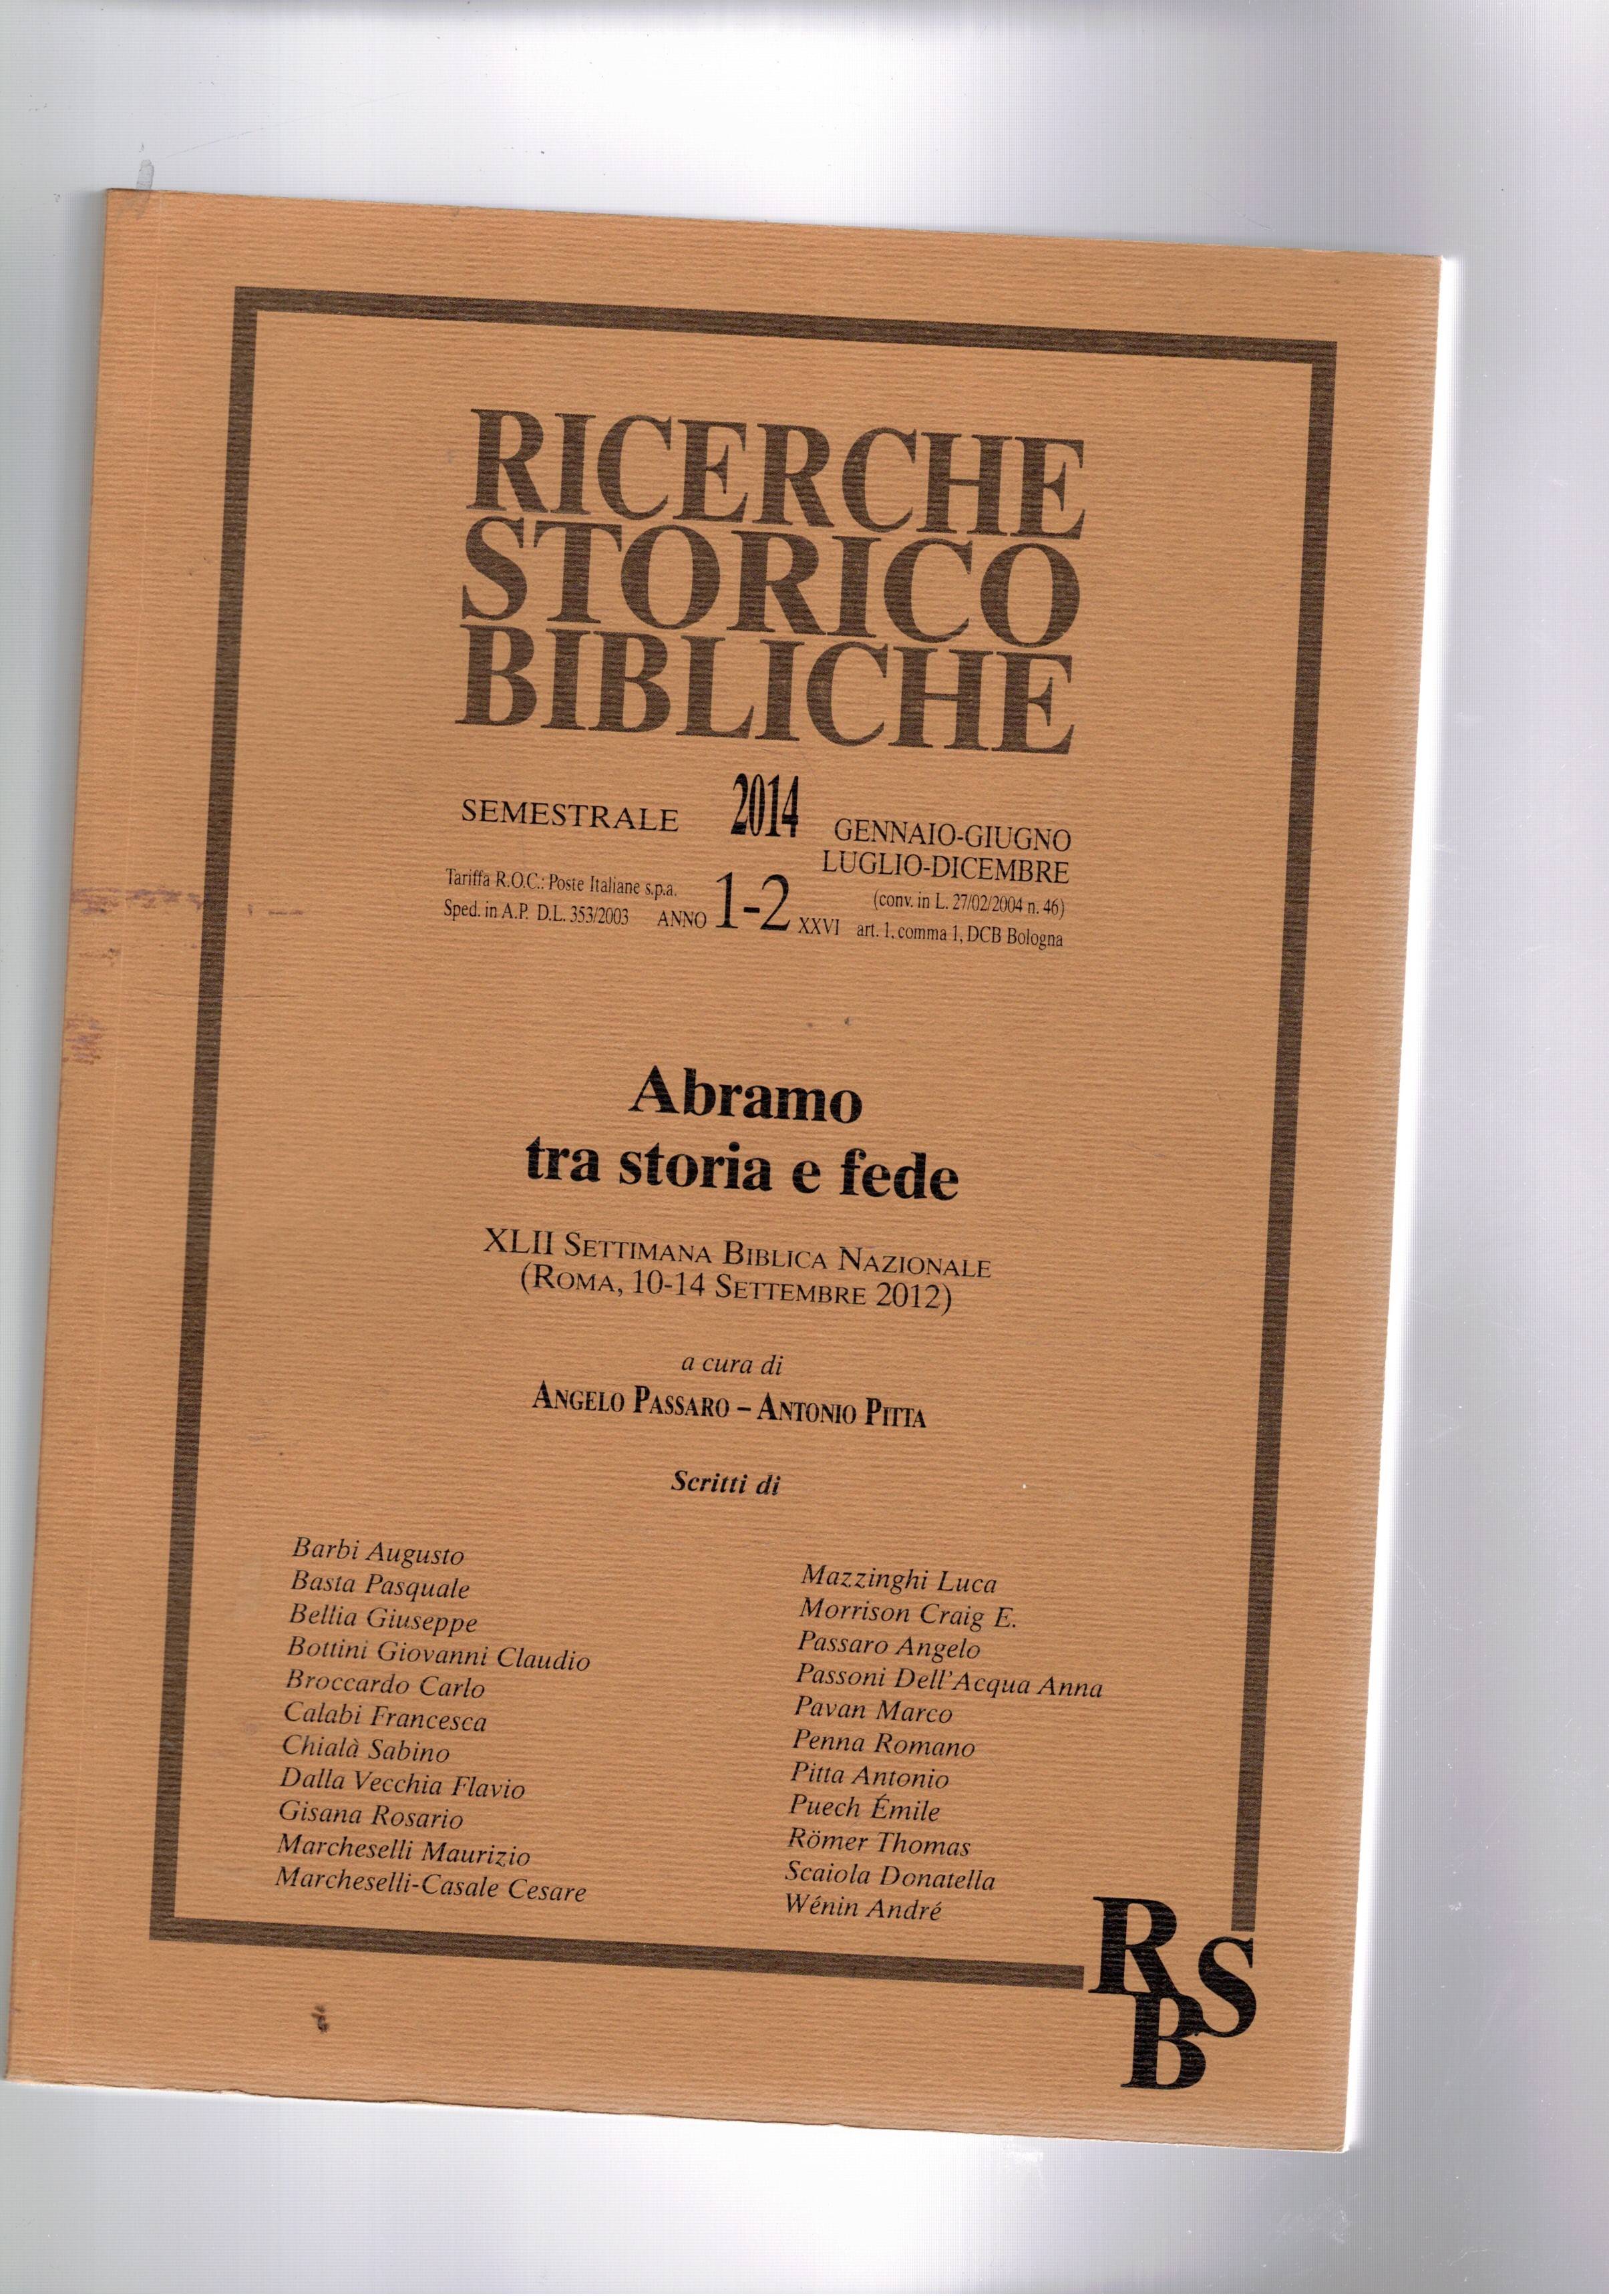 RICERCHE
STORICO
BIBLICHE
SEMESTRALE 2014 GENNAIO-GIUGNO
LUGLIO-DICEMBRE
Tariffa R.O.C.: Poste Italiane s.p.a. (conv. in L. 27/02/2004 n. 46)
Sped. in A.P. D.L. 353/2003 ANNO 1-2 XXVI art. 1, comma 1, DCB Bologna
Abramo
tra storia e fede
XLII SETTIMANA BIBLICA NAZIONALE
(ROMA, 10-14 SETTEMBRE 2012)
a cura di
ANGELO PASSARO – ANTONIO PITTA
Scritti di
Barbi Augusto
Basta Pasquale
Bellia Giuseppe
Bottini Giovanni Claudio
Broccardo Carlo
Calabi Francesca
Chialà Sabino
Dalla Vecchia Flavio
Gisana Rosario
Marcheselli Maurizio
Marcheselli-Casale Cesare
Mazzinghi Luca
Morrison Craig E.
Passaro Angelo
Passoni Dell'Acqua Anna
Pavan Marco
Penna Romano
Pitta Antonio
Puech Émile
Römer Thomas
Scaiola Donatella
Wénin André
RSB